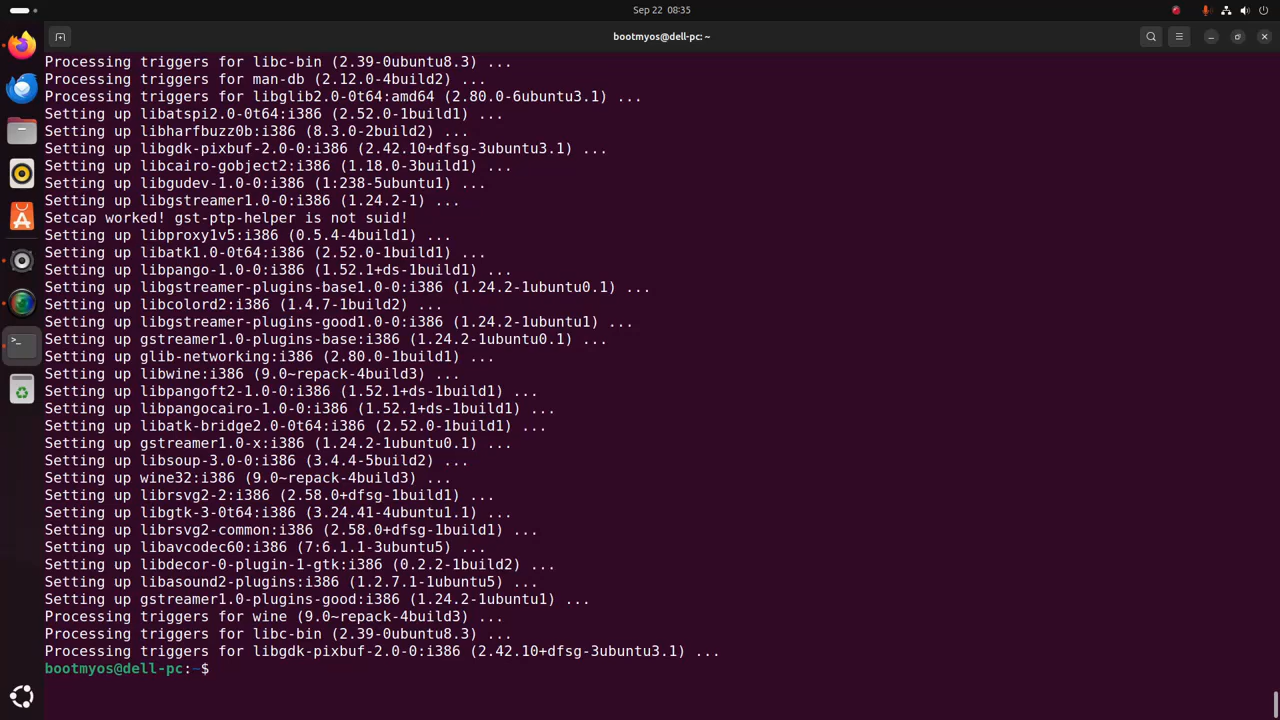 Sep 22 08:35
bootmyos@dell-pc: ~
Processing triggers for libc-bin (2.39-0ubuntu8.3) ...
Processing triggers for man-db (2.12.0-4build2) ...
Processing triggers for libglib2.0-0t64:amd64 (2.80.0-6ubuntu3.1) ...
Setting up libatspi2.0-0t64:i386 (2.52.0-1build1) ...
Setting up libharfbuzz0b:i386 (8.3.0-2build2) ...
Setting up libgdk-pixbuf-2.0-0:i386 (2.42.10+dfsg-3ubuntu3.1) ...
Setting up libcairo-gobject2:i386 (1.18.0-3build1) ...
Setting up libgudev-1.0-0:i386 (1:238-5ubuntu1) ...
Setting up libgstreamer1.0-0:i386 (1.24.2-1) ...
Setcap worked! gst-ptp-helper is not suid!
Setting up libproxy1v5:i386 (0.5.4-4build1) ...
Setting up libatk1.0-0t64:i386 (2.52.0-1build1) ...
Setting up libpango-1.0-0:i386 (1.52.1+ds-1build1) ...
Setting up libgstreamer-plugins-base1.0-0:i386 (1.24.2-1ubuntu0.1) ...
Setting up libcolord2:i386 (1.4.7-1build2) ...
Setting up libgstreamer-plugins-good1.0-0:i386 (1.24.2-1ubuntu1) ...
Setting up gstreamer1.0-plugins-base:i386 (1.24.2-1ubuntu0.1) ...
Setting up glib-networking:i386 (2.80.0-1build1) ...
Setting up libwine:i386 (9.0~repack-4build3) ...
Setting up libpangoft2-1.0-0:i386 (1.52.1+ds-1build1) ...
Setting up libpangocairo-1.0-0:i386 (1.52.1+ds-1build1) ...
Setting up libatk-bridge2.0-0t64:i386 (2.52.0-1build1) ...
Setting up gstreamer1.0-x:i386 (1.24.2-1ubuntu0.1) ...
Setting up libsoup-3.0-0:i386 (3.4.4-5build2) ...
Setting up wine32:i386 (9.0~repack-4build3) ...
Setting up librsvg2-2:i386 (2.58.0+dfsg-1build1) ...
Setting up libgtk-3-0t64:i386 (3.24.41-4ubuntu1.1) ...
Setting up librsvg2-common:i386 (2.58.0+dfsg-1build1) ...
Setting up libavcodec60:i386 (7:6.1.1-3ubuntu5) ...
Setting up libdecor-0-plugin-1-gtk:i386 (0.2.2-1build2) ...
Setting up libasound2-plugins:i386 (1.2.7.1-1ubuntu5) ...
Setting up gstreamer1.0-plugins-good:i386 (1.24.2-1ubuntu1) ...
Processing triggers for wine (9.0~repack-4build3) ...
Processing triggers for libc-bin (2.39-0ubuntu8.3) ...
Processing triggers for libgdk-pixbuf-2.0-0:i386 (2.42.10+dfsg-3ubuntu3.1) ...
bootmyos@dell-pc:~$